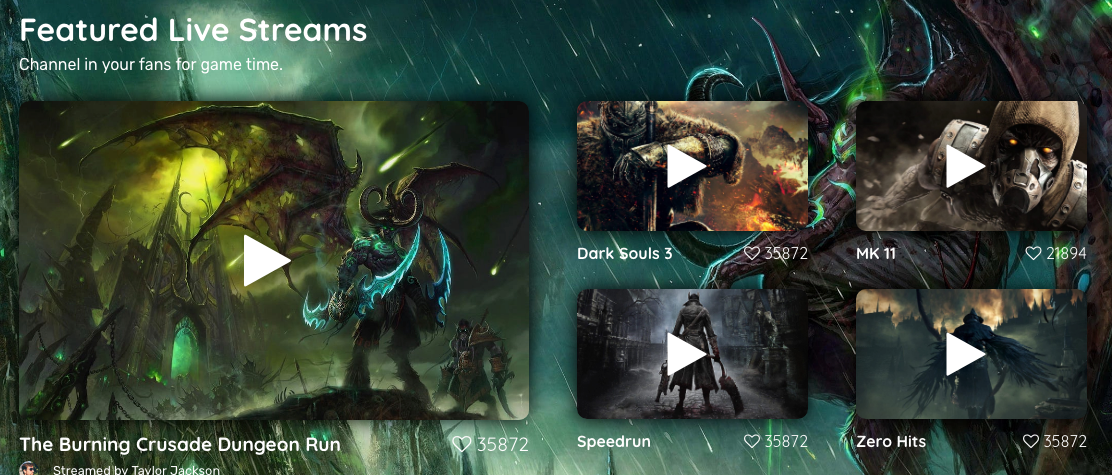 Featured Live Streams
Channel in your fans for game time.
The Burning Crusade Dungeon Run 35872
Streamed by Taylor Jackson
Dark Souls 3 35872
MK 11 21894
Speedrun 35872
Zero Hits 35872